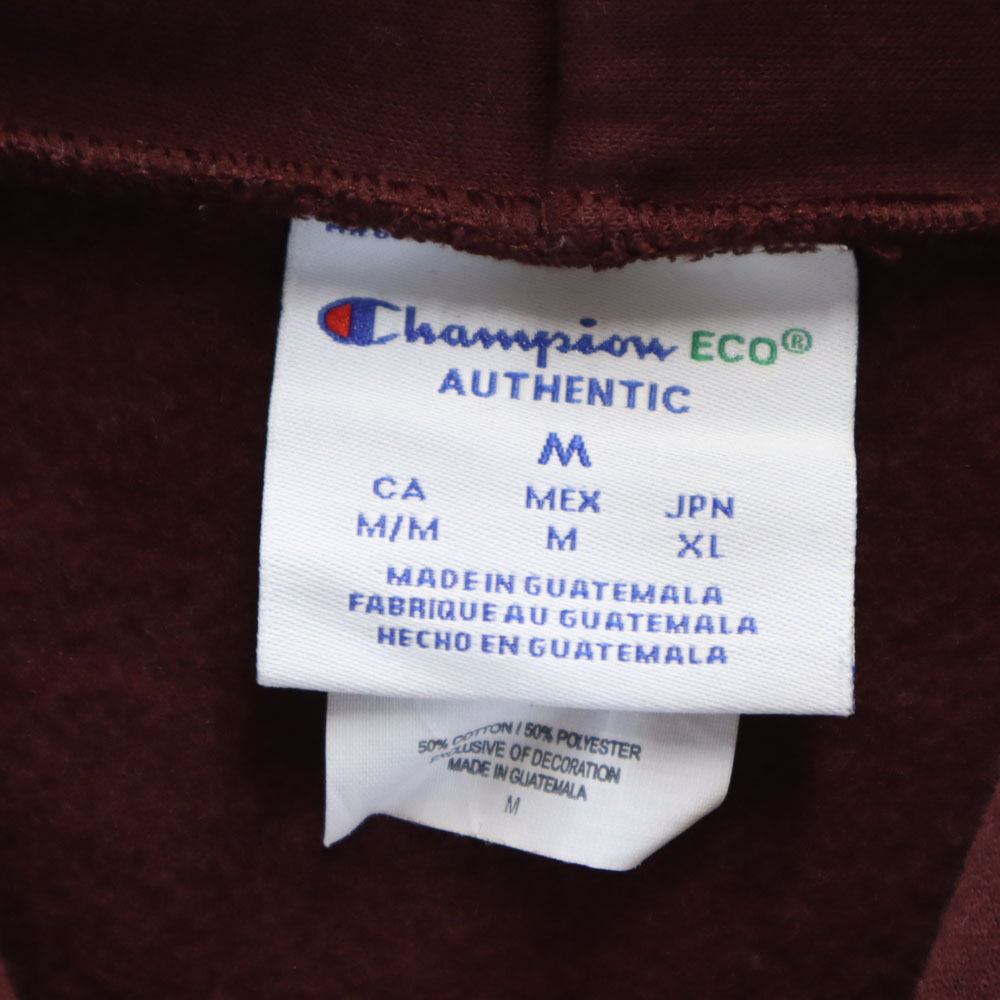 Champion ECO®
AUTHENTIC
M
CA MEX JPN
M/M M XL
MADE IN GUATEMALA
FABRIQUE AU GUATEMALA
HECHO EN GUATEMALA
50% COTTON / 50% POLYESTER
EXCLUSIVE OF DECORATION
MADE IN GUATEMALA
M